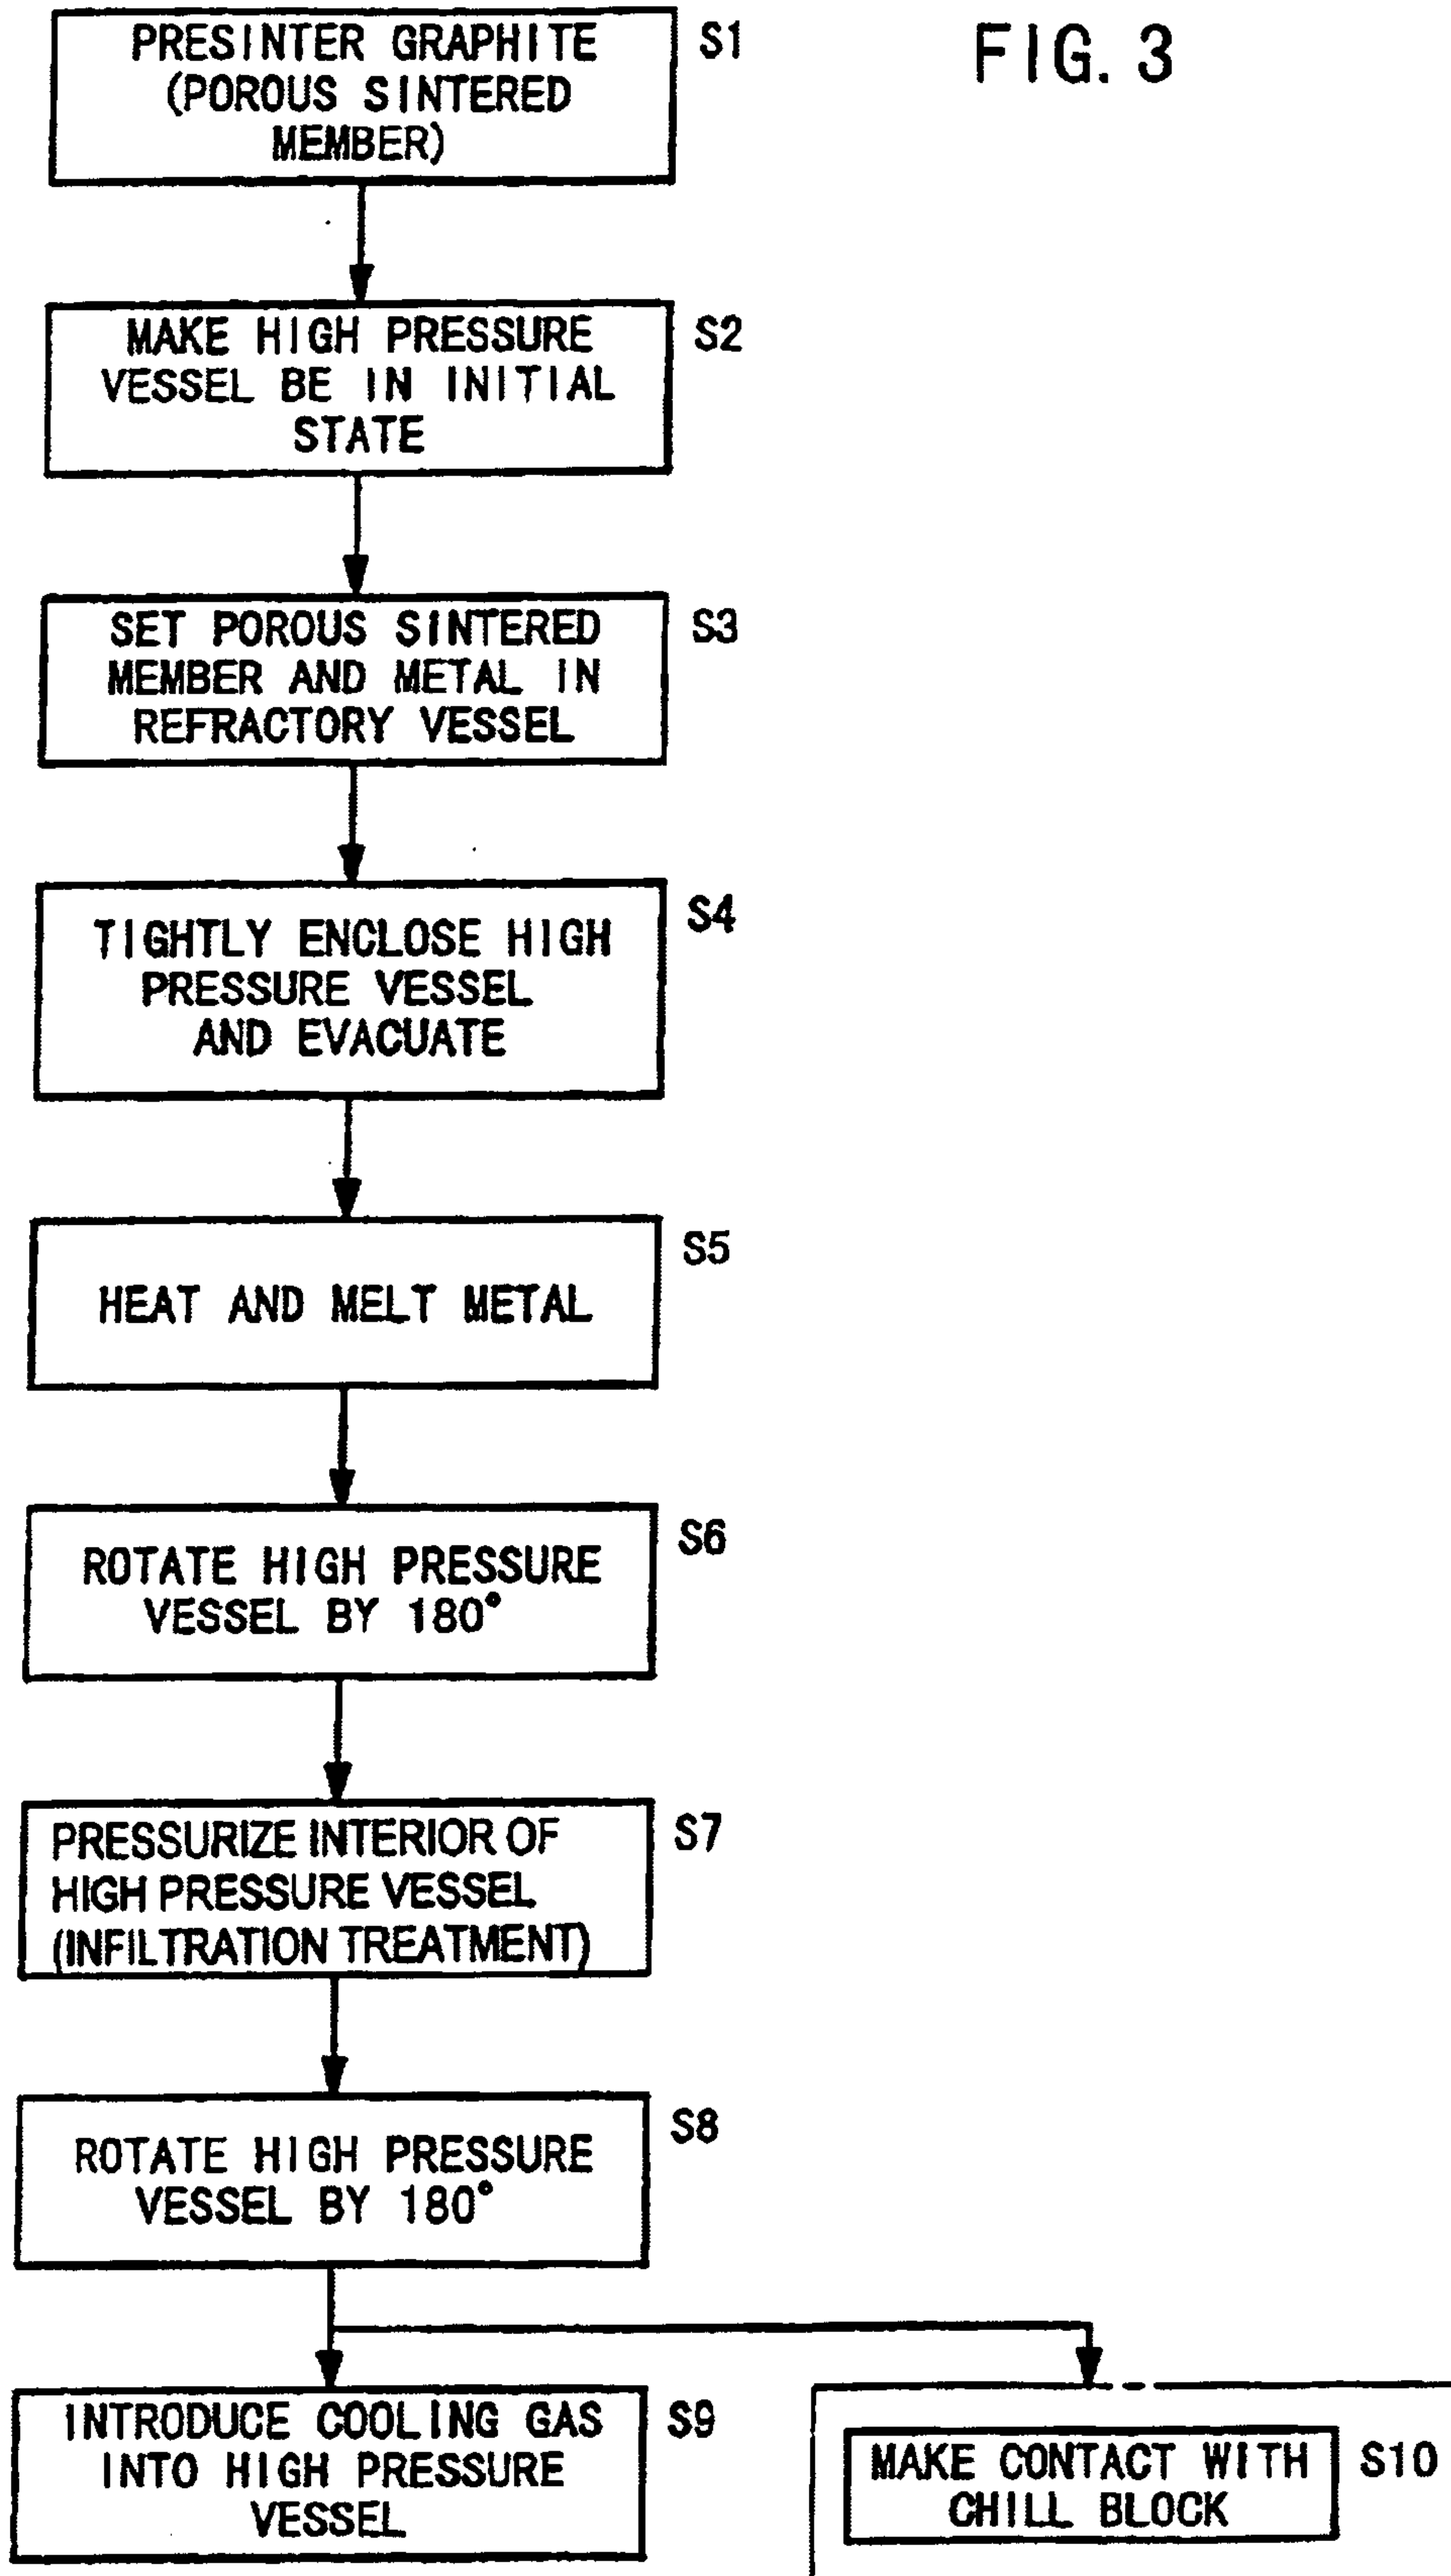 FIG. 3
PRESINTER GRAPHITE
(POROUS SINTERED
MEMBER)
S1
MAKE HIGH PRESSURE
VESSEL BE IN INITIAL
STATE
S2
SET POROUS SINTERED
MEMBER AND METAL IN
REFRACTORY VESSEL
S3
TIGHTLY ENCLOSE HIGH
PRESSURE VESSEL
AND EVACUATE
S4
HEAT AND MELT METAL
S5
ROTATE HIGH PRESSURE
VESSEL BY 180°
S6
PRESSURIZE INTERIOR OF
HIGH PRESSURE VESSEL
(INFILTRATION TREATMENT)
S7
ROTATE HIGH PRESSURE
VESSEL BY 180°
S8
INTRODUCE COOLING GAS
INTO HIGH PRESSURE
VESSEL
S9
MAKE CONTACT WITH
CHILL BLOCK
S10